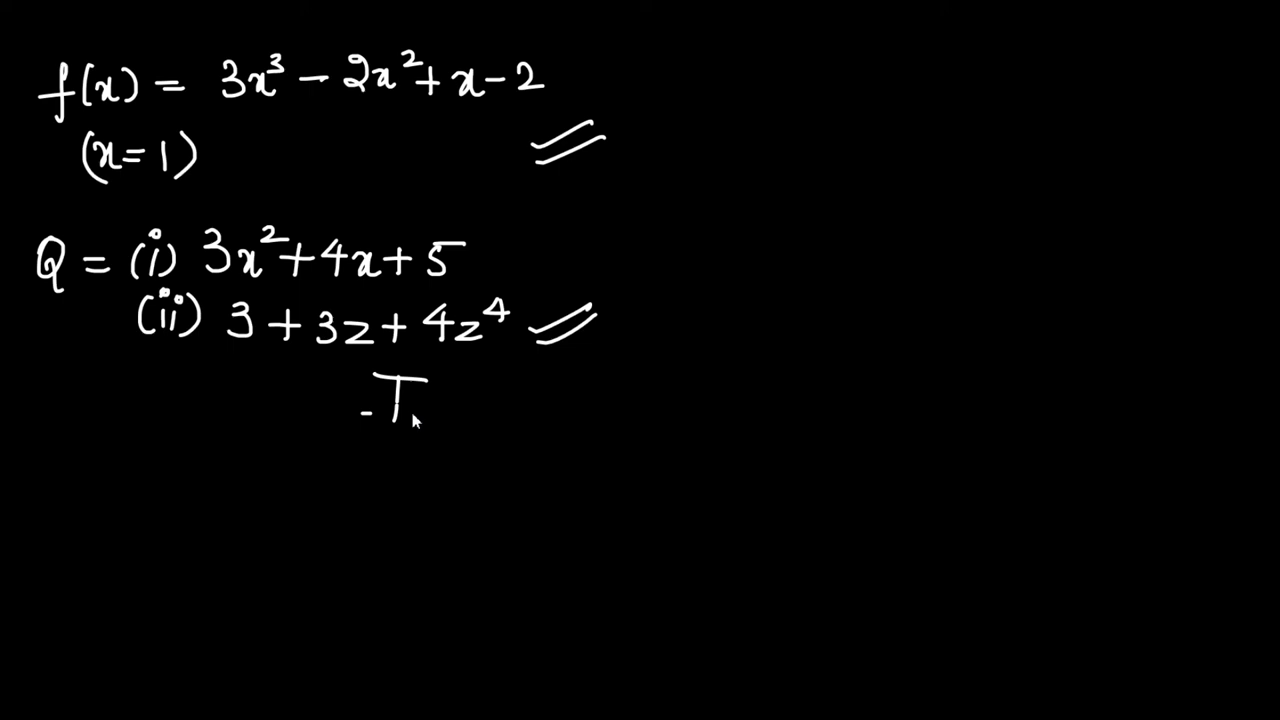 f(x) = 3x³ - 2x² + x - 2
(x = 1)
Q = (i) 3x² + 4x + 5
(ii) 3 + 3z + 4z⁴
- T